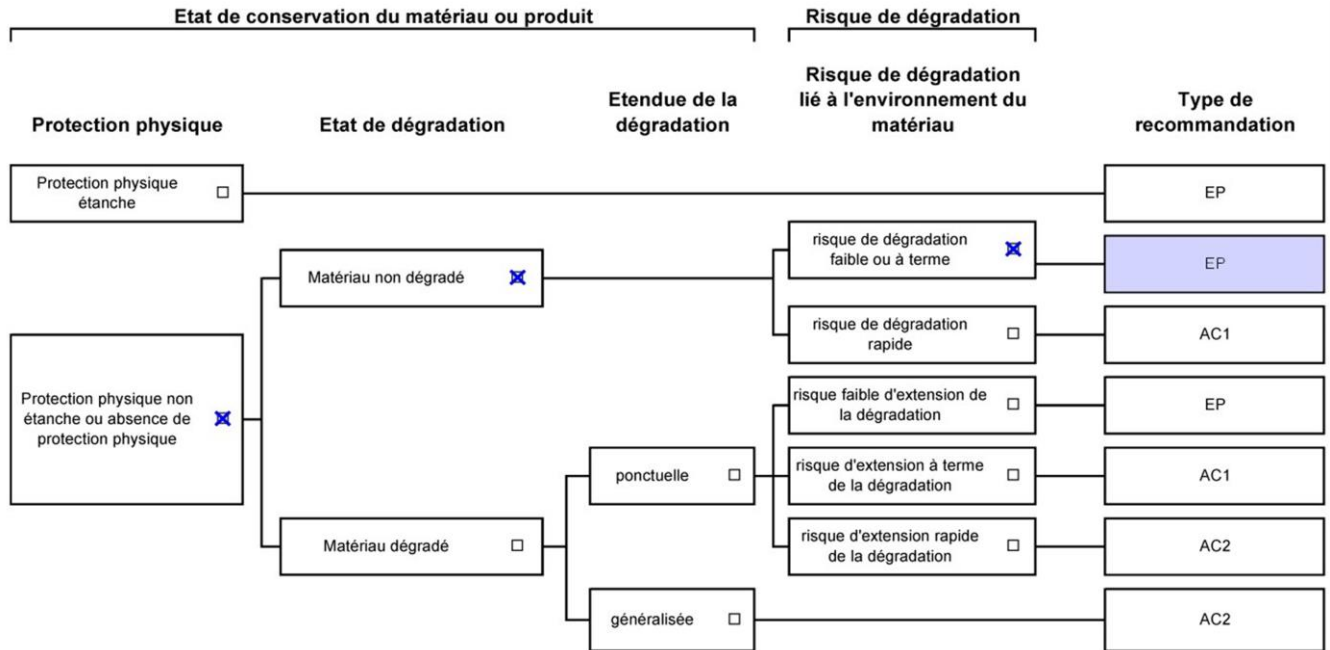 Etat de conservation du matériau ou produit
Risque de dégradation
Protection physique
Etat de dégradation
Etendue de la
dégradation
Risque de dégradation
lié à l'environnement du
matériau
Type de
recommandation
Protection physique
étanche
EP
Matériau non dégradé
risque de dégradation
faible ou à terme
EP
risque de dégradation
rapide
AC1
Protection physique non
étanche ou absence de
protection physique
risque faible d'extension de
la dégradation
EP
ponctuelle
risque d'extension à terme
de la dégradation
AC1
Matériau dégradé
risque d'extension rapide
de la dégradation
AC2
généralisée
AC2